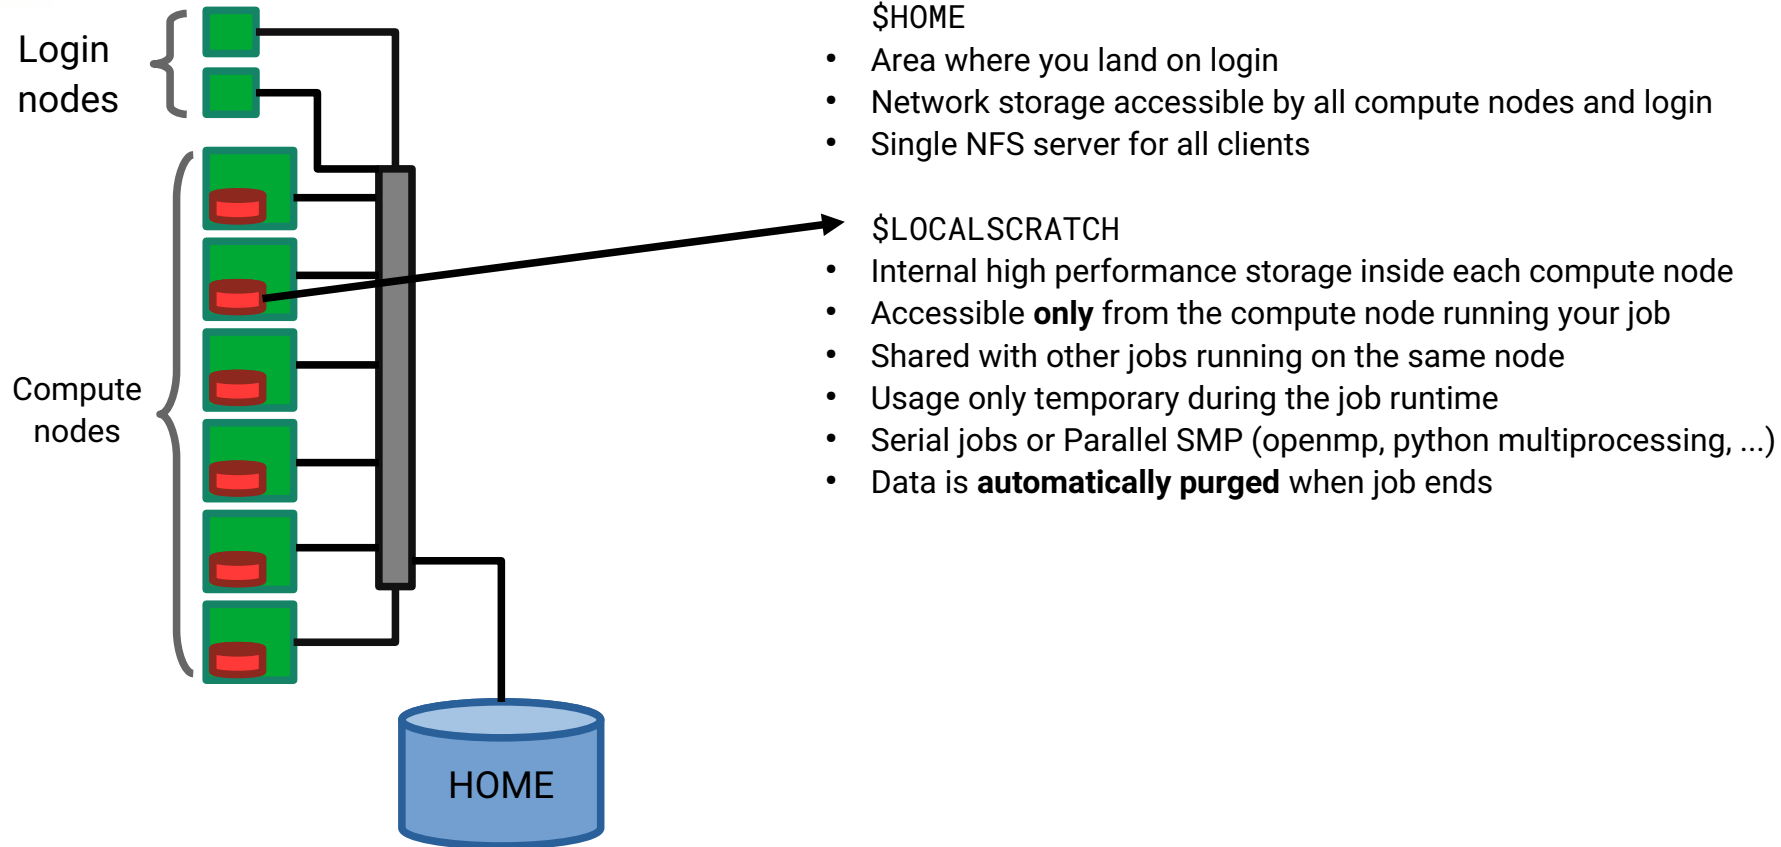 Login
nodes
Compute
nodes
HOME
$HOME
• Area where you land on login
• Network storage accessible by all compute nodes and login
• Single NFS server for all clients
$LOCALSCRATCH
• Internal high performance storage inside each compute node
• Accessible only from the compute node running your job
• Shared with other jobs running on the same node
• Usage only temporary during the job runtime
• Serial jobs or Parallel SMP (openmp, python multiprocessing, ...)
• Data is automatically purged when job ends